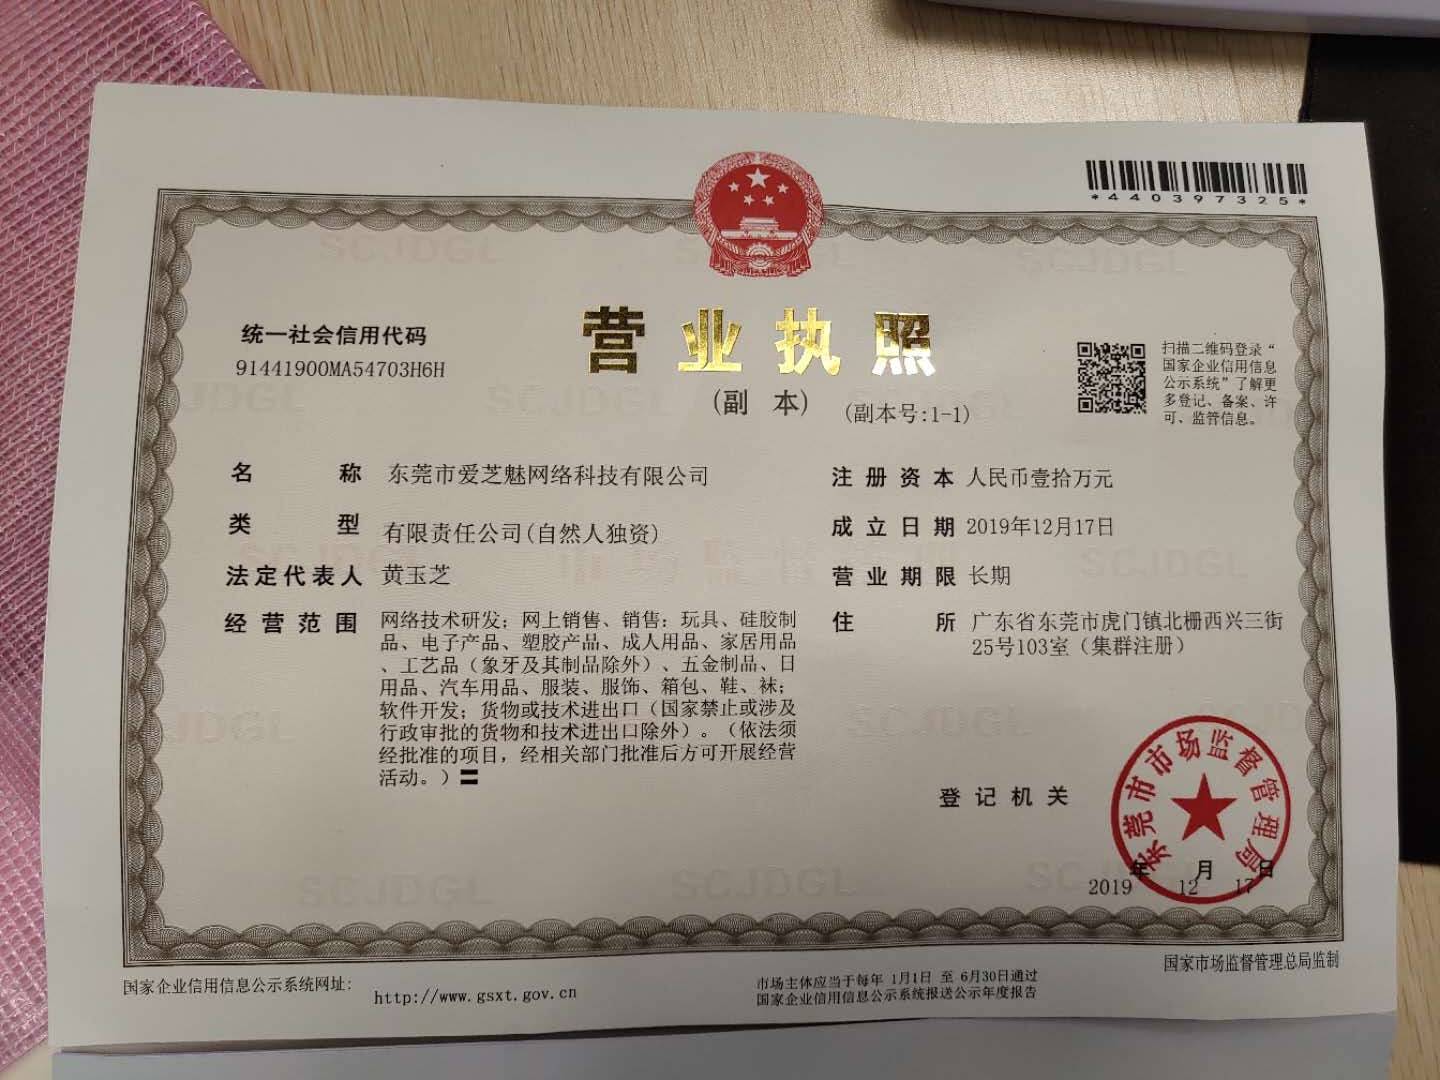 *440397325*
统一社会信用代码
91441900MA54703H6H
营业执照
(副 本) (副本号:1-1)
扫描二维码登录“
国家企业信用信息
公示系统”了解更
多登记、备案、许
可、监管信息。
名 称 东莞市爱芝魅网络科技有限公司
类 型 有限责任公司(自然人独资)
法定代表人 黄玉芝
经营范围 网络技术研发；网上销售、销售：玩具、硅胶制
品、电子产品、塑胶产品、成人用品、家居用品
、工艺品（象牙及其制品除外）、五金制品、日
用品、汽车用品、服装、服饰、箱包、鞋、袜；
软件开发；货物或技术进出口（国家禁止或涉及
行政审批的货物和技术进出口除外）。（依法须
经批准的项目，经相关部门批准后方可开展经营
活动。）
注册资本 人民币壹拾万元
成立日期 2019年12月17日
营业期限 长期
住 所 广东省东莞市虎门镇北栅西兴三街
25号103室（集群注册）
登记机关
东莞市市场监督管理局
2019年12月17日
国家企业信用信息公示系统网址: http://www.gsxt.gov.cn
市场主体应当于每年 1月1日 至 6月30日通过
国家企业信用信息公示系统报送公示年度报告
国家市场监督管理总局监制
SCJDGL